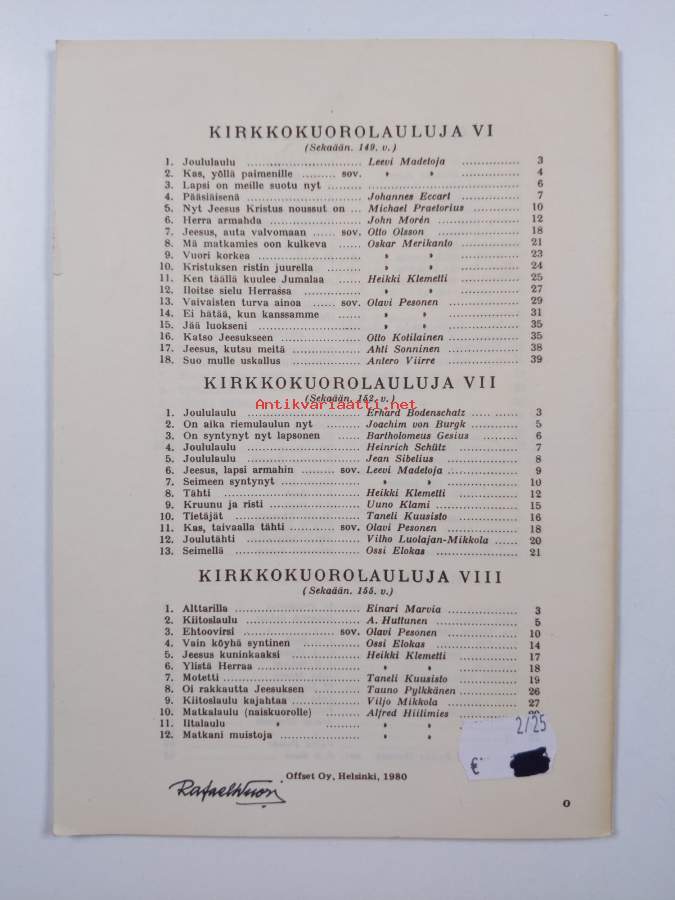 KIRKKOKUOROLAULUJA VI
(Sekaään. 149. v.)
1. Joululaulu ........................ Leevi Madetoja ................ 3
2. Kas, yöllä paimenille ......... sov. » » ................ 4
3. Lapsi on meille suotu nyt ......... ................ 6
4. Pääsiäisenä ........................ Johannes Eccart ................ 7
5. Nyt Jeesus Kristus noussut on ... Michael Praetorius ............ 10
6. Herra armahda .................. John Morén .................. 12
7. Jeesus, auta valvomaan ....... sov. Otto Olsson .................. 18
8. Mä matkamies oon kulkeva ...... Oskar Merikanto ............... 21
9. Vuori korkea ..................... » » ................ 23
10. Kristuksen ristin juurella ......... » » ................ 24
11. Ken täällä kuulee Jumalaa ...... Heikki Klemetti ............... 25
12. Iloitse sielu Herrassa ............ » » ................ 27
13. Vaivaisten turva ainoa ...... sov. Olavi Pesonen .................. 29
14. Ei hätää, kun kanssamme ...... » » ................ 31
15. Jää luokseni ..................... » » ................ 35
16. Katso Jeesukseen .................. Otto Kotilainen .................. 35
17. Jeesus, kutsu meitä ............... Ahti Sonninen .................. 38
18. Suo mulle uskallus ............... Antero Viirre .................. 39
KIRKKOKUOROLAULUJA VII
(Sekaään. 152. v.)
Antikvariaatti.net
1. Joululaulu ........................ Erhard Bodenschatz .... ...... 3
2. On aika riemulaulun nyt ......... Joachim von Burgk ............ 5
3. On syntynyt nyt lapsonen ...... Bartholomeus Gesius ............ 6
4. Joululaulu ........................ Heinrich Schütz ............... 7
5. Joululaulu ........................ Jean Sibelius .................. 8
6. Jeesus, lapsi armahin ......... sov. Leevi Madetoja ............... 9
7. Seimeen syntynyt .................. » » ................ 10
8. Tähti .............................. Heikki Klemetti ............... 12
9. Kruunu ja risti .................. Uuno Klami .................. 15
10. Tietäjät ........................... Taneli Kuusisto ............... 16
11. Kas, taivaalla tähti ............ sov. Olavi Pesonen .................. 18
12. Joulutähti ........................ Vilho Luolajan-Mikkola ...... 20
13. Seimellä ........................... Ossi Elokas .................. 21
KIRKKOKUOROLAULUJA VIII
(Sekaään. 155. v.)
1. Alttarilla ........................ Einari Marvia .................. 3
2. Kiitoslaulu ........................ A. Huttunen .................. 5
3. Ehtoovirsi ..................... sov. Olavi Pesonen .................. 10
4. Vain köyhä syntinen ............ Ossi Elokas .................. 14
5. Jeesus kuninkaaksi ............... Heikki Klemetti ............... 17
6. Ylistä Herraa ..................... » » ................ 18
7. Motetti ........................... Taneli Kuusisto ............... 19
8. Oi rakkautta Jeesuksen ......... Tauno Pylkkänen ............... 26
9. Kiitoslaulu kajahtaa ............ Viljo Mikkola .................. 27
10. Matkalaulu (naiskuorolle) ...... Alfred Hiilimies ...............
11. Iltalaulu » ......... » »
12. Matkani muistoja .................. » »
2/25
€
Offset Oy, Helsinki, 1980
Rafael Wuori
O